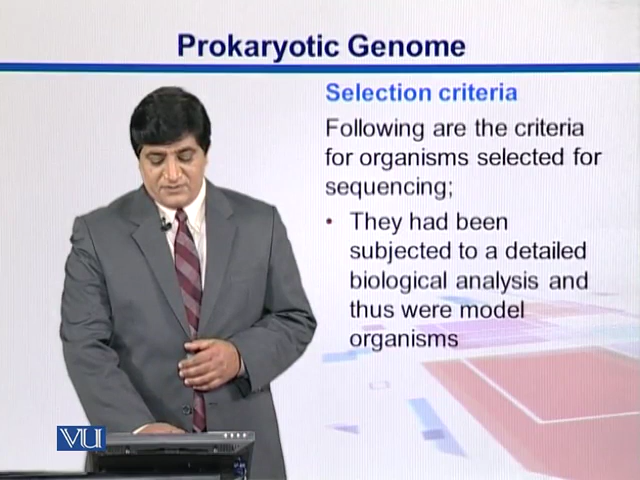 Prokaryotic Genome
Selection criteria
Following are the criteria
for organisms selected for
sequencing;
• They had been
subjected to a detailed
biological analysis and
thus were model
organisms
VU